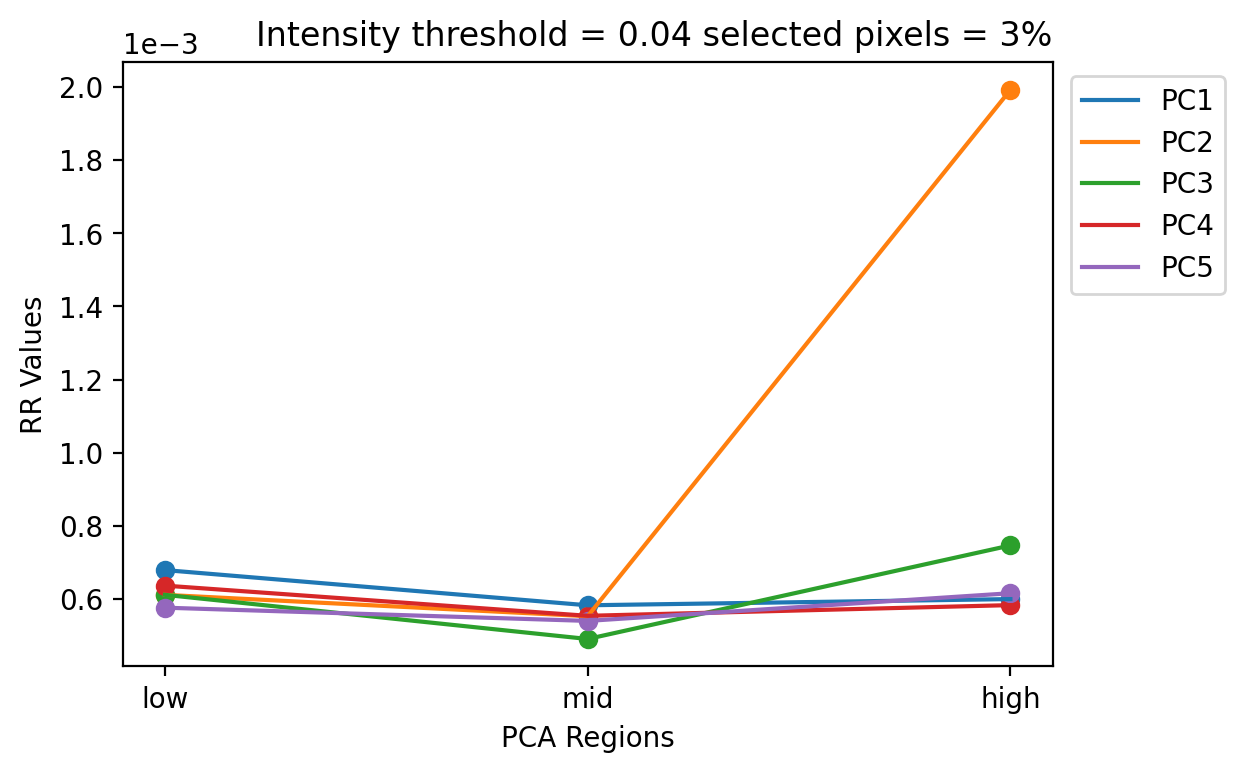 Intensity threshold = 0.04 selected pixels = 3%
1e−3
2.0
1.8
1.6
1.4
1.2
1.0
0.8
0.6
RR Values
low
mid
high
PCA Regions
PC1
PC2
PC3
PC4
PC5